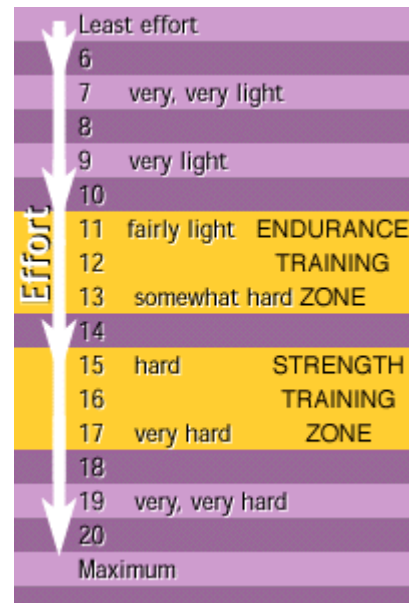 Least effort
6
7 very, very light
8
9 very light
10
11 fairly light ENDURANCE
12 TRAINING
13 somewhat hard ZONE
14
15 hard STRENGTH
16 TRAINING
17 very hard ZONE
18
19 very, very hard
20
Maximum
Effort